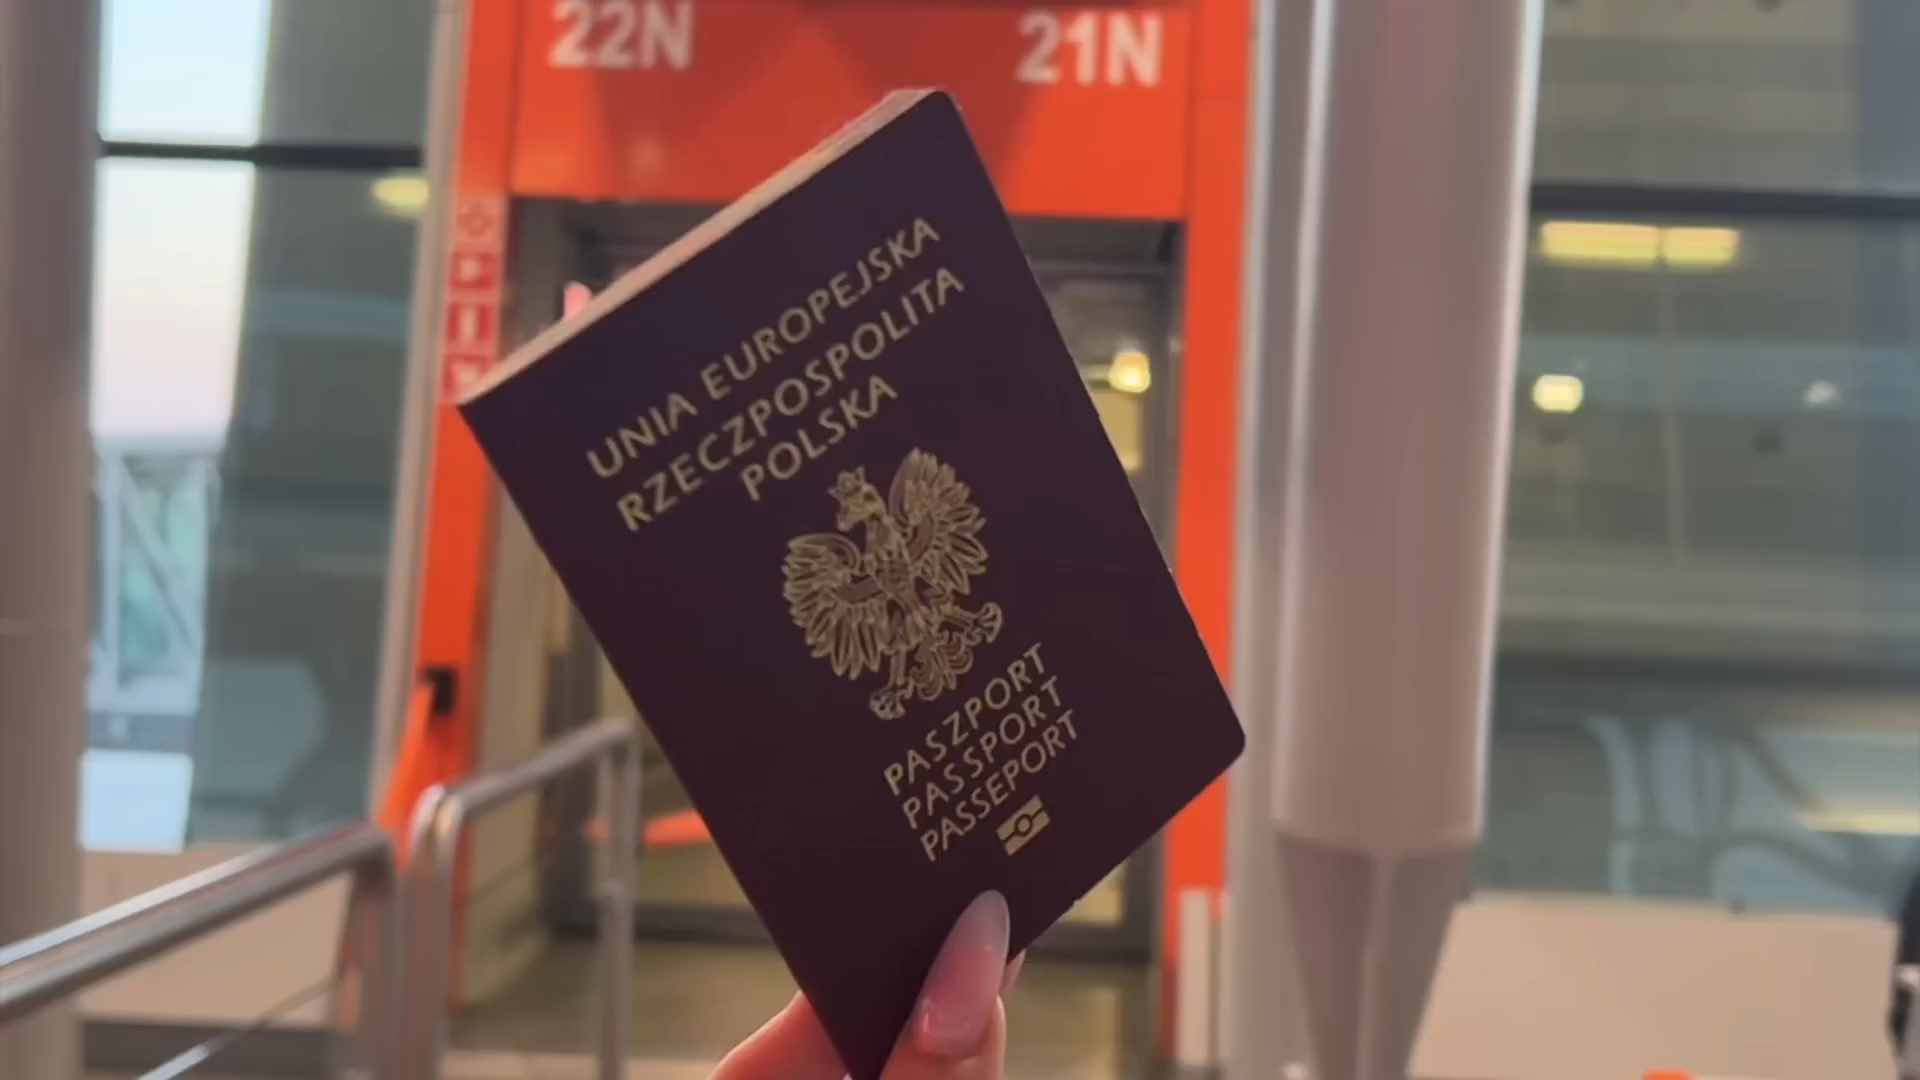 22N 21N
UNIA EUROPEJSKA
RZECZPOSPOLITA
POLSKA
PASZPORT
PASSPORT
PASSEPORT